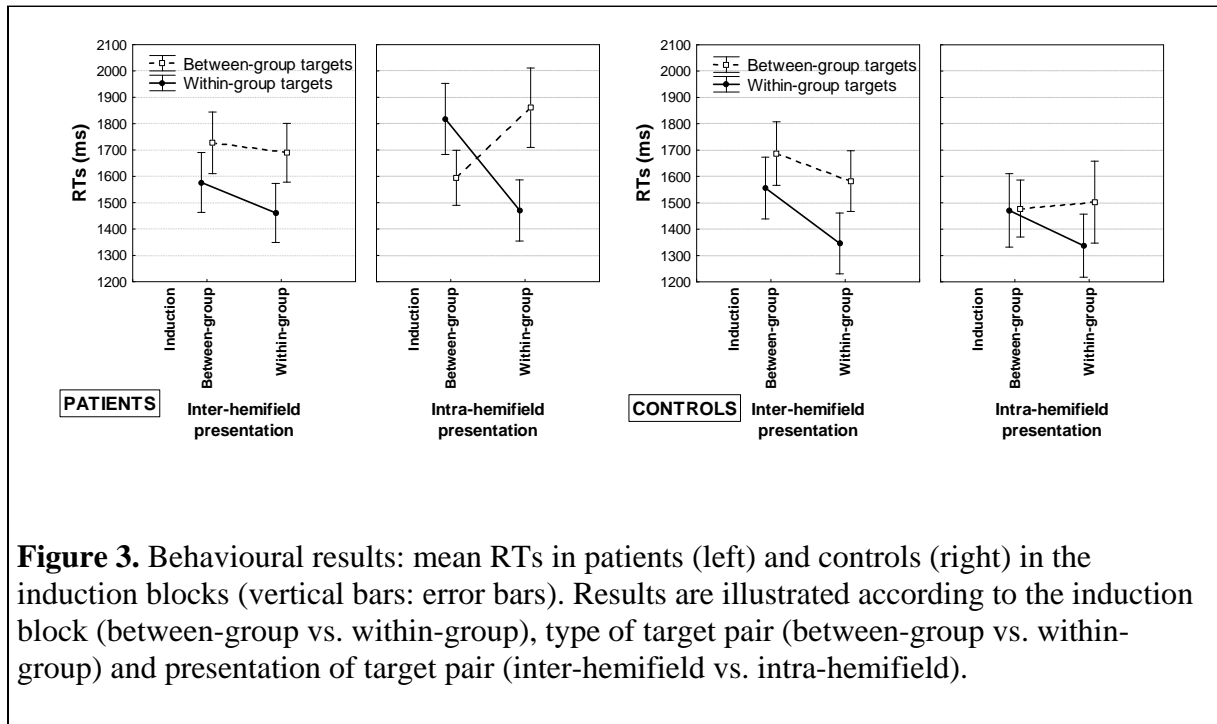 2100
2000
1900
1800
1700
1600
1500
1400
1300
1200
RTs (ms)
Between-group targets
Within-group targets
Induction
Between-group
Within-group
Induction
Between-group
Within-group
PATIENTS
Inter-hemifield
presentation
Intra-hemifield
presentation
2100
2000
1900
1800
1700
1600
1500
1400
1300
1200
RTs (ms)
Between-group targets
Within-group targets
Induction
Between-group
Within-group
Induction
Between-group
Within-group
CONTROLS
Inter-hemifield
presentation
Intra-hemifield
presentation
Figure 3. Behavioural results: mean RTs in patients (left) and controls (right) in the
induction blocks (vertical bars: error bars). Results are illustrated according to the induction
block (between-group vs. within-group), type of target pair (between-group vs. within-
group) and presentation of target pair (inter-hemifield vs. intra-hemifield).